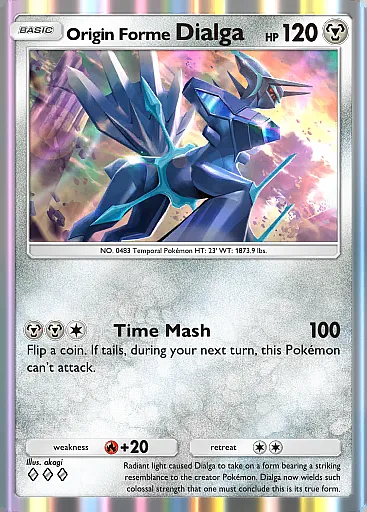 BASIC
Origin Forme Dialga HP 120
NO. 0483 Temporal Pokémon HT: 23' WT: 1873.9 lbs.
Time Mash 100
Flip a coin. If tails, during your next turn, this Pokémon
can't attack.
weakness +20 retreat
Illus. akagi
Radiant light caused Dialga to take on a form bearing a striking
resemblance to the creator Pokémon. Dialga now wields such
colossal strength that one must conclude this is its true form.